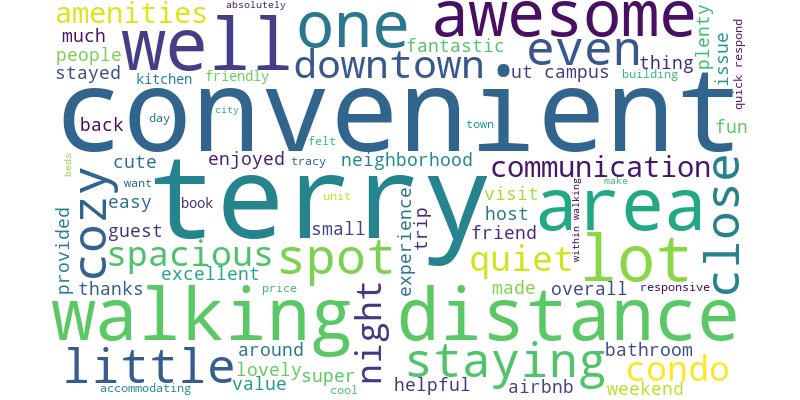 absolutely
amenities
awesome
much
well
one
plenty
people
fantastic
even
quick respond
issue
stayed
downtown
thing
kitchen
friendly
ut campus
building
convenient
city
back
day
town
fun
felt
beds
cute
enjoyed
tracy
neighborhood
communication
close
cozy
want
terry
make
within walking
easy
book
unit
visit
area
provided
small
experience
trip
host
guest
friend
spacious
spot
quiet
lot
excellent
thanks
price
night
made
overall
responsive
walking distance
little
around
staying
bathroom
lovely
super
condo
value
helpful
airbnb
weekend
accommodating
cool